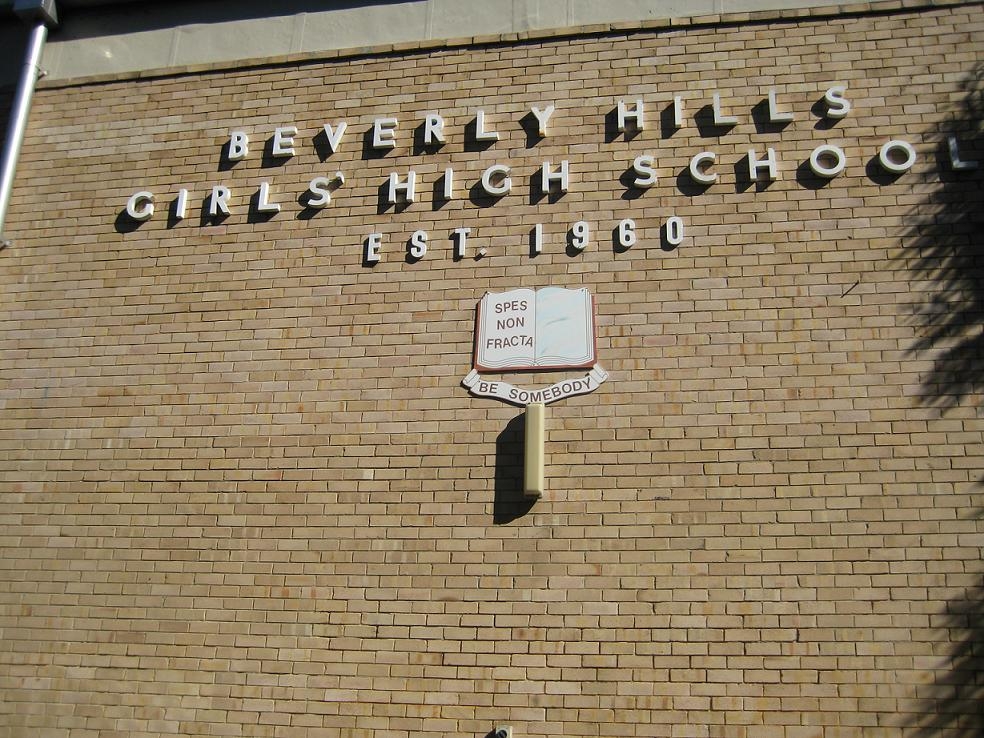 BEVERLY HILLS
GIRLS' HIGH SCHOOL
EST. 1960
SPES
NON
FRACTA
BE SOMEBODY